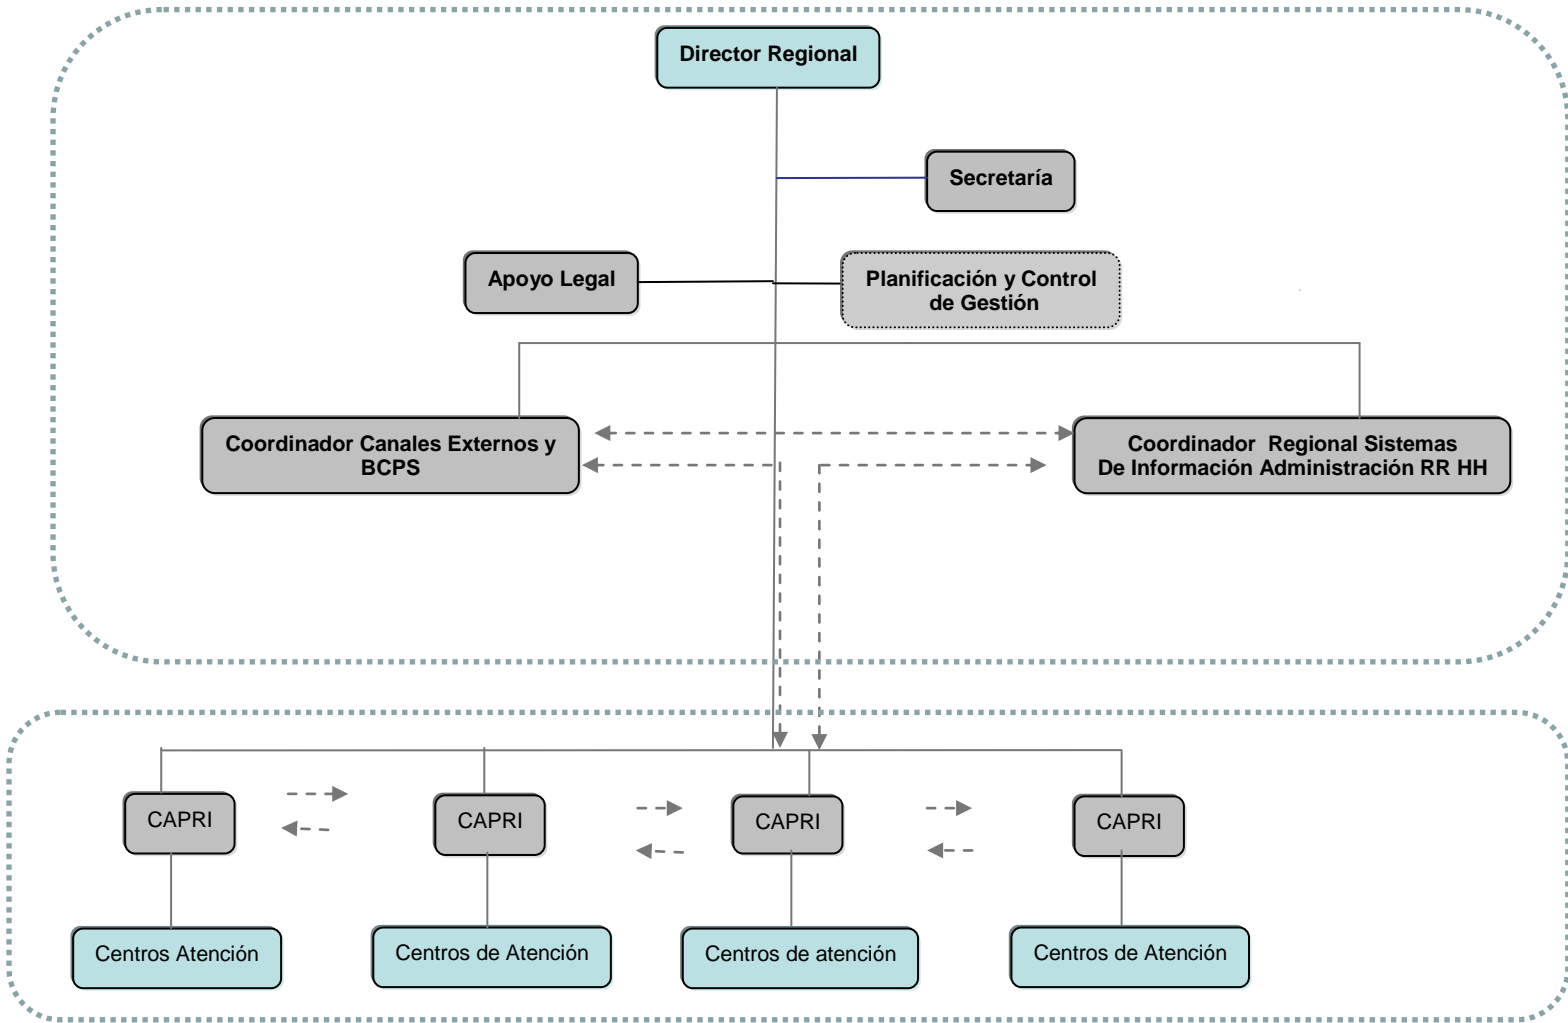 Director Regional
Secretaría
Apoyo Legal
Planificación y Control
de Gestión
Coordinador Canales Externos y
BCPS
Coordinador Regional Sistemas
De Información Administración RR HH
CAPRI
CAPRI
CAPRI
CAPRI
Centros Atención
Centros de Atención
Centros de atención
Centros de Atención